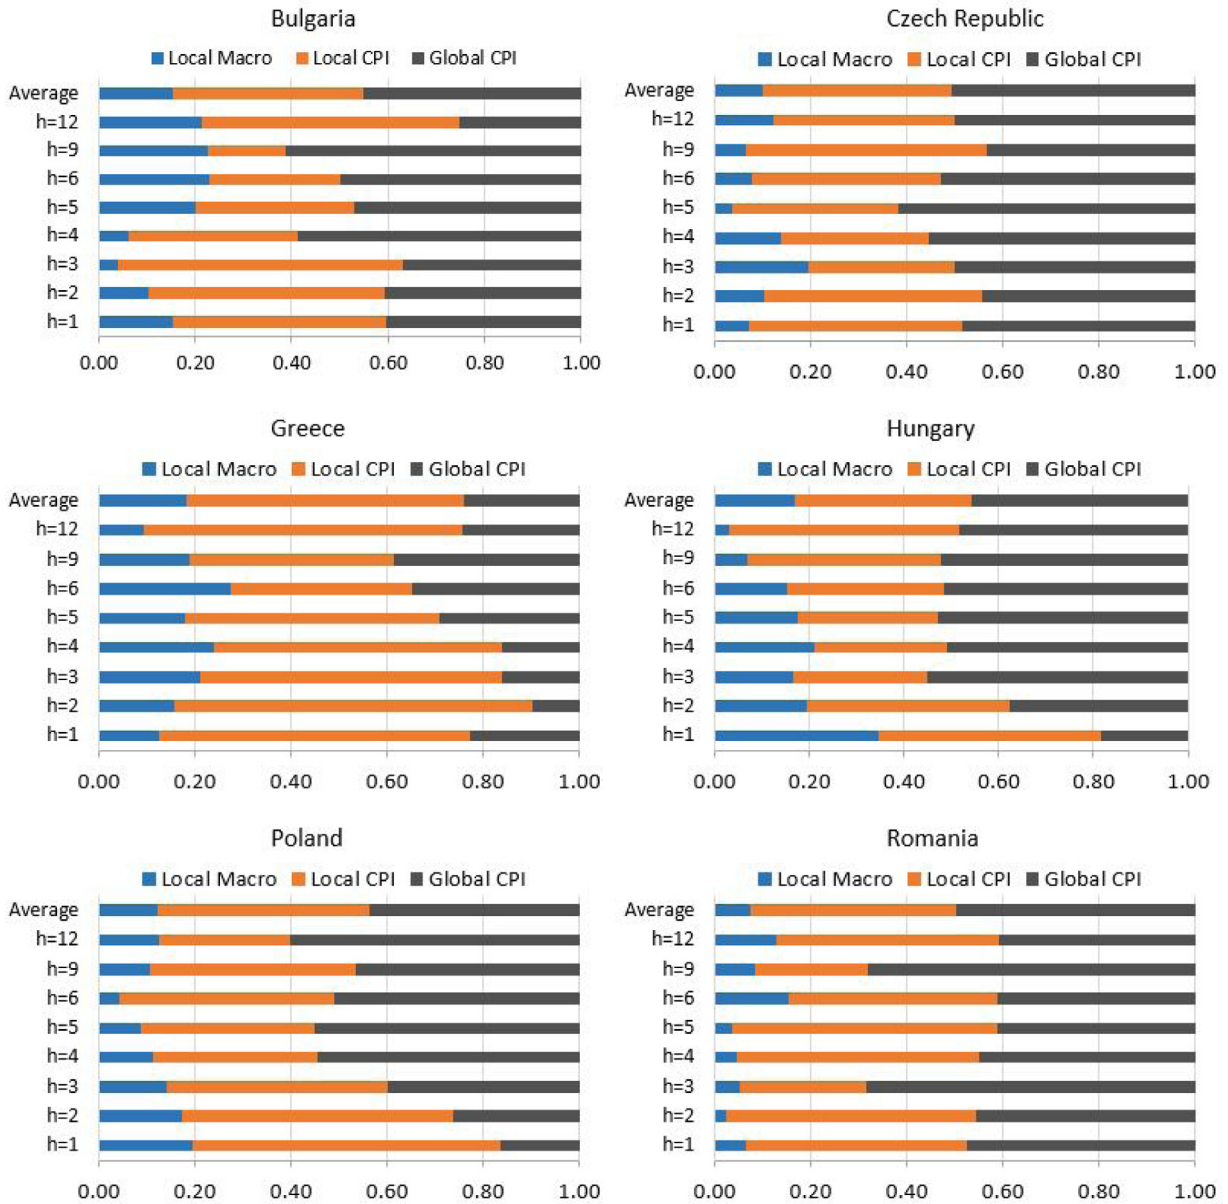 Bulgaria
Local Macro Local CPI Global CPI
Average
h=12
h=9
h=6
h=5
h=4
h=3
h=2
h=1
0.00 0.20 0.40 0.60 0.80 1.00
Czech Republic
Local Macro Local CPI Global CPI
Average
h=12
h=9
h=6
h=5
h=4
h=3
h=2
h=1
0.00 0.20 0.40 0.60 0.80 1.00
Greece
Local Macro Local CPI Global CPI
Average
h=12
h=9
h=6
h=5
h=4
h=3
h=2
h=1
0.00 0.20 0.40 0.60 0.80 1.00
Hungary
Local Macro Local CPI Global CPI
Average
h=12
h=9
h=6
h=5
h=4
h=3
h=2
h=1
0.00 0.20 0.40 0.60 0.80 1.00
Poland
Local Macro Local CPI Global CPI
Average
h=12
h=9
h=6
h=5
h=4
h=3
h=2
h=1
0.00 0.20 0.40 0.60 0.80 1.00
Romania
Local Macro Local CPI Global CPI
Average
h=12
h=9
h=6
h=5
h=4
h=3
h=2
h=1
0.00 0.20 0.40 0.60 0.80 1.00